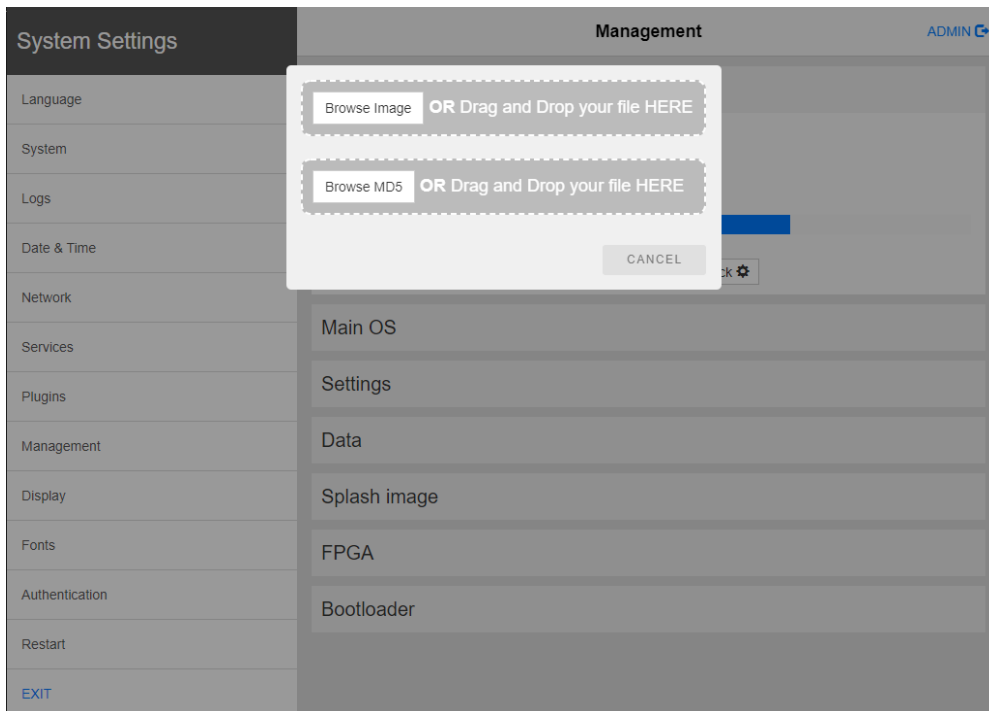 System Settings
Management
ADMIN
Language
System
Logs
Date & Time
Network
Services
Plugins
Management
Display
Fonts
Authentication
Restart
EXIT
Browse Image OR Drag and Drop your file HERE
Browse MD5 OR Drag and Drop your file HERE
CANCEL
Main OS
Settings
Data
Splash image
FPGA
Bootloader